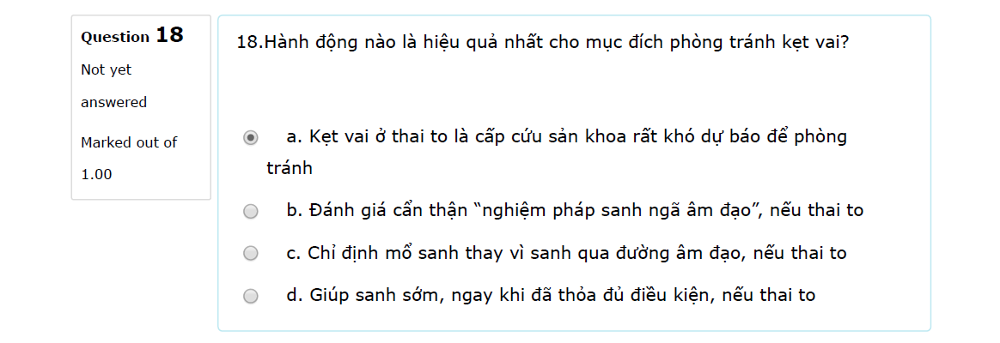 Question 18
Not yet
answered
Marked out of
1.00
18.Hành động nào là hiệu quả nhất cho mục đích phòng tránh kẹt vai?
a. Kẹt vai ở thai to là cấp cứu sản khoa rất khó dự báo để phòng
tránh
b. Đánh giá cẩn thận “nghiệm pháp sanh ngã âm đạo”, nếu thai to
c. Chỉ định mổ sanh thay vì sanh qua đường âm đạo, nếu thai to
d. Giúp sanh sớm, ngay khi đã thỏa đủ điều kiện, nếu thai to